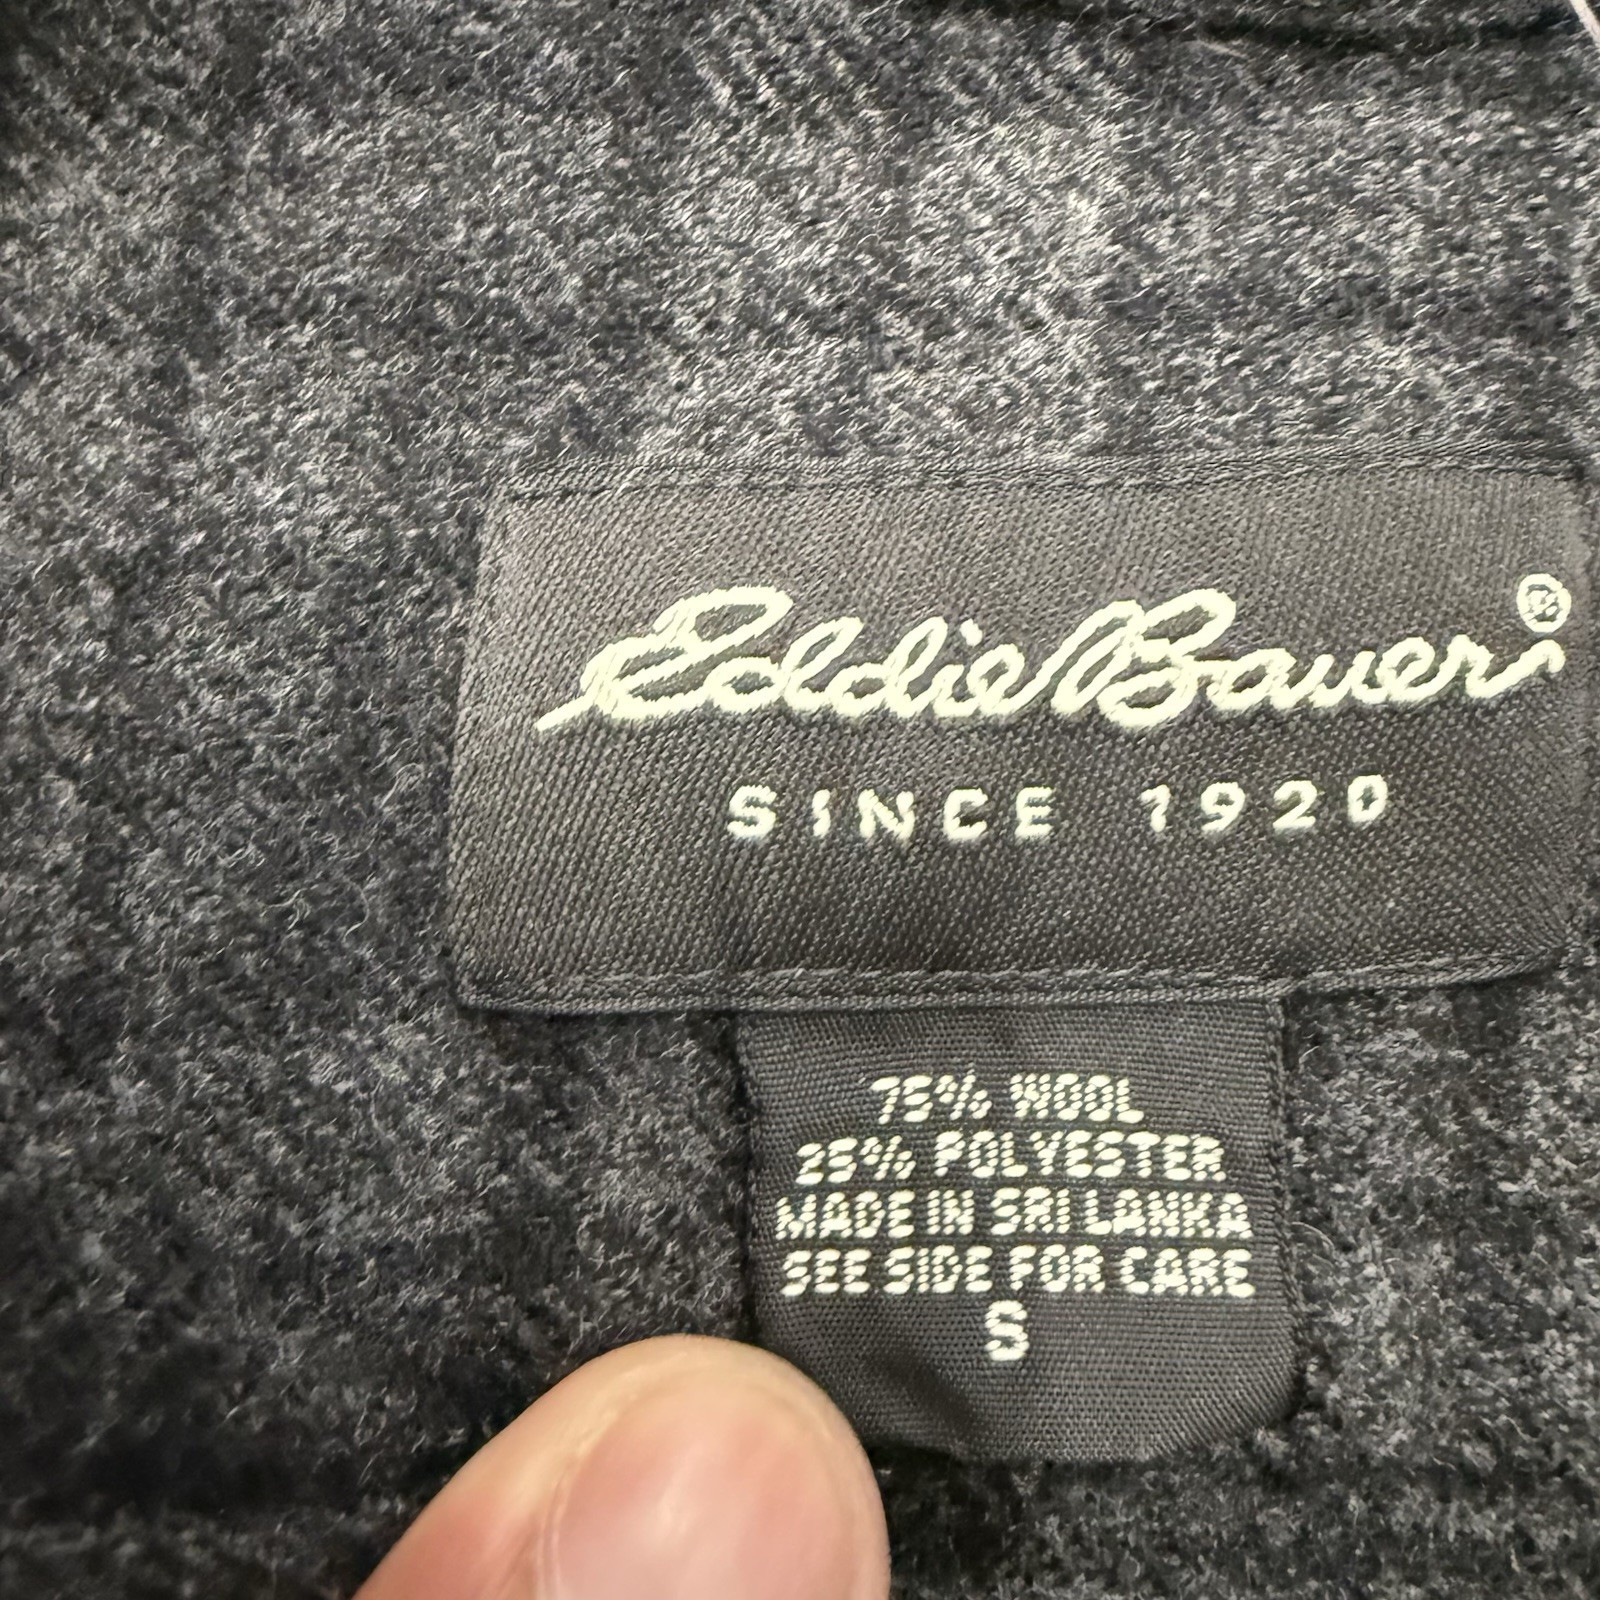 Eddie Bauer®
SINCE 1920
75% WOOL
25% POLYESTER
MADE IN SRI LANKA
SEE SIDE FOR CARE
S